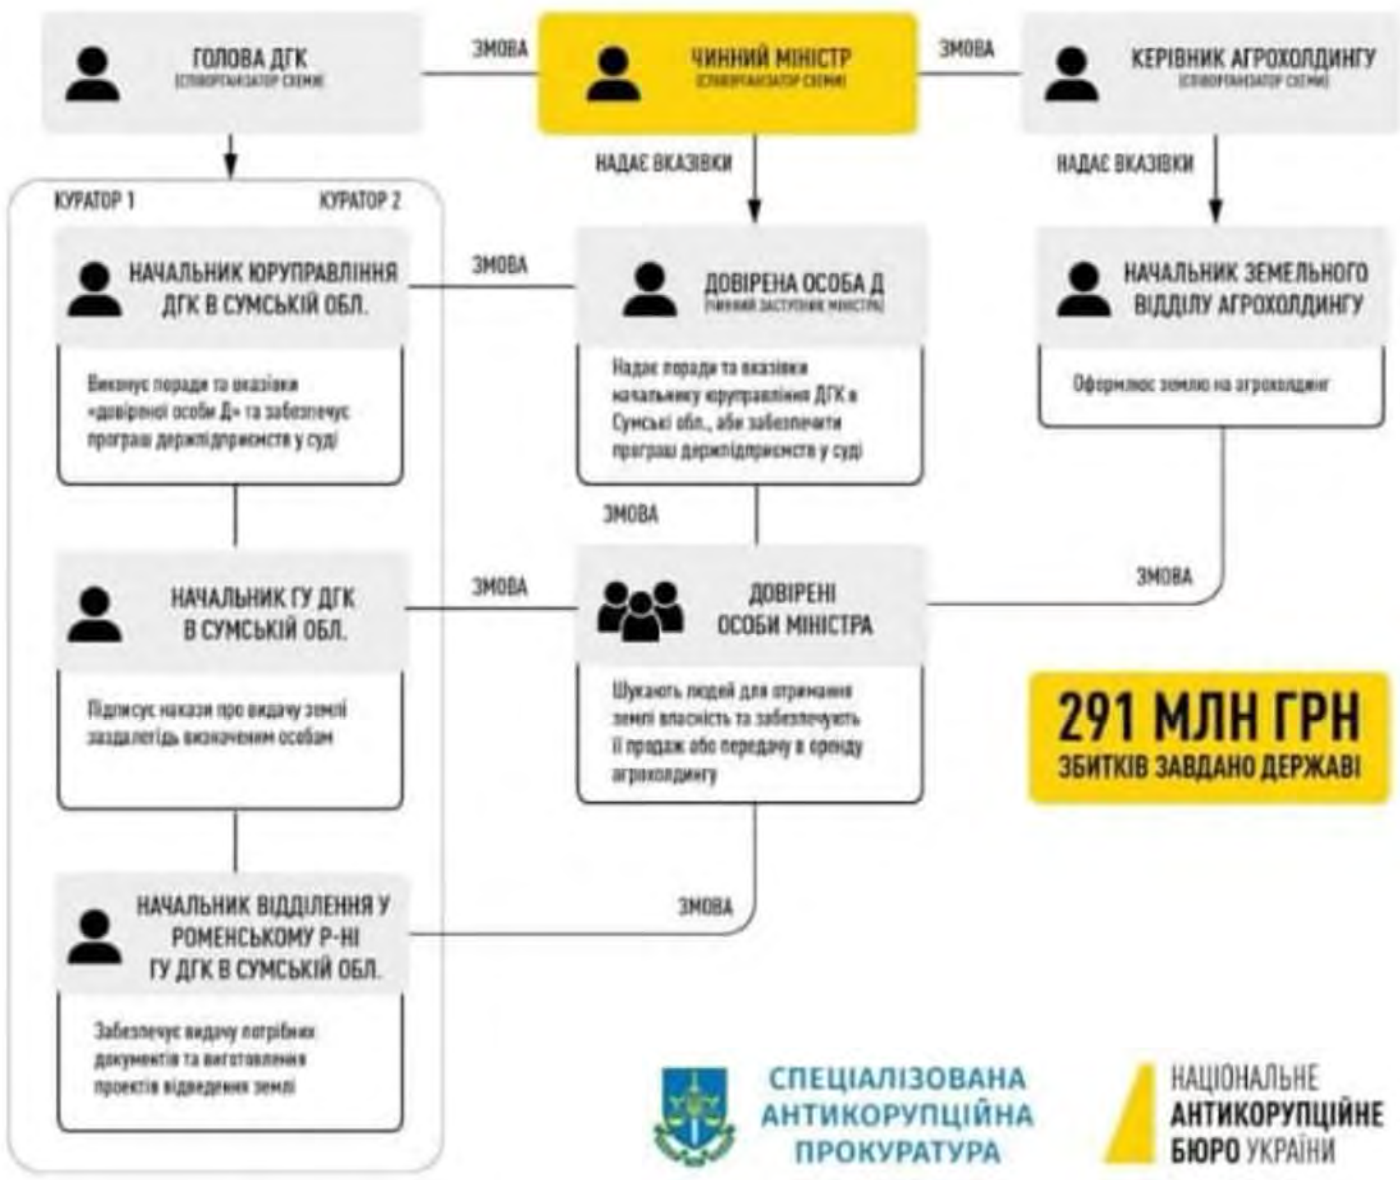 ГОЛОВА ДГК
(СПІВОРГАНІЗАТОР СХЕМИ)
ЗМОВА
ЧИННИЙ МІНІСТР
(СПІВОРГАНІЗАТОР СХЕМИ)
ЗМОВА
КЕРІВНИК АГРОХОЛДИНГУ
(СПІВОРГАНІЗАТОР СХЕМИ)
НАДАЄ ВКАЗІВКИ
НАДАЄ ВКАЗІВКИ
КУРАТОР 1
КУРАТОР 2
НАЧАЛЬНИК ЮРУПРАВЛІННЯ
ДГК В СУМСЬКІЙ ОБЛ.
Виконує поради та вказівки
«довіреної особи Д» та забезпечує
програш держпідприємств у суді
ЗМОВА
ДОВІРЕНА ОСОБА Д
(ЧИННИЙ ЗАСТУПНИК МІНІСТРА)
Надає поради та вказівки
начальнику юруправління ДГК в
Сумські обл., аби забезпечити
програш держпідприємств у суді
НАЧАЛЬНИК ЗЕМЕЛЬНОГО
ВІДДІЛУ АГРОХОЛДИНГУ
Оформлює землю на агрохолдинг
ЗМОВА
НАЧАЛЬНИК ГУ ДГК
В СУМСЬКІЙ ОБЛ.
Підписує накази про видачу землі
заздалегідь визначеним особам
ЗМОВА
ДОВІРЕНІ
ОСОБИ МІНІСТРА
Шукають людей для отримання
землі власність та забезпечують
її продаж або передачу в оренду
агрохолдингу
ЗМОВА
291 МЛН ГРН
ЗБИТКІВ ЗАВДАНО ДЕРЖАВІ
НАЧАЛЬНИК ВІДДІЛЕННЯ У
РОМЕНСЬКОМУ Р-НІ
ГУ ДГК В СУМСЬКІЙ ОБЛ.
Забезпечує видачу потрібних
документів та виготовлення
проектів відведення землі
ЗМОВА
СПЕЦІАЛІЗОВАНА
АНТИКОРУПЦІЙНА
ПРОКУРАТУРА
НАЦІОНАЛЬНЕ
АНТИКОРУПЦІЙНЕ
БЮРО УКРАЇНИ